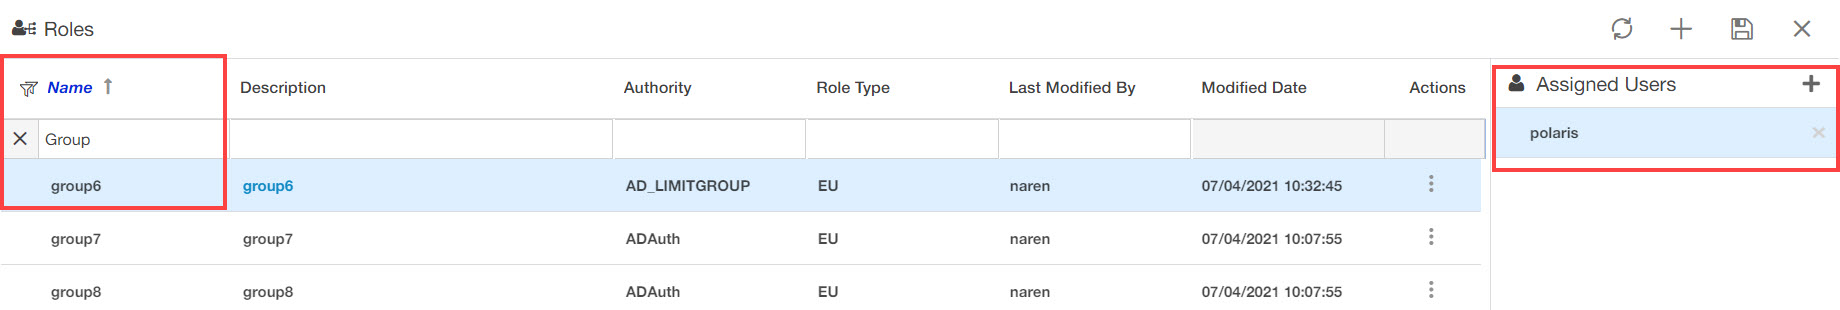 Roles
Name Description Authority Role Type Last Modified By Modified Date Actions
Group
group6 group6 AD_LIMITGROUP EU naren 07/04/2021 10:32:45
group7 group7 ADAuth EU naren 07/04/2021 10:07:55
group8 group8 ADAuth EU naren 07/04/2021 10:07:55
Assigned Users
polaris